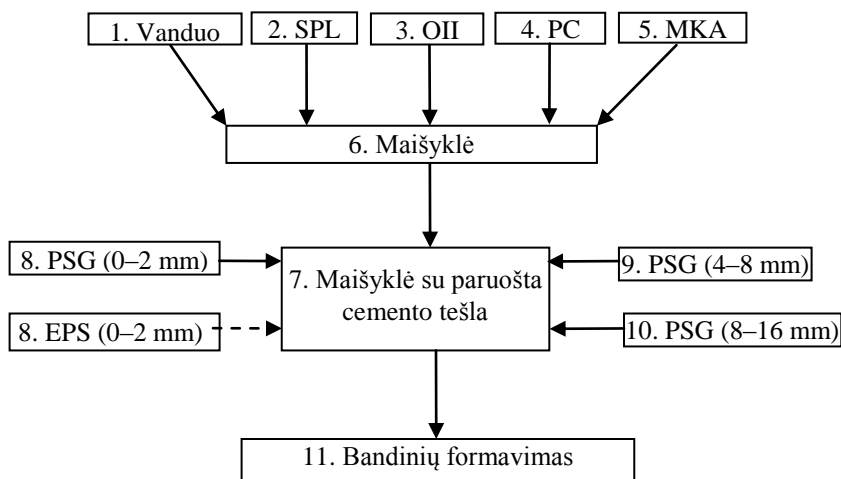 1. Vanduo
2. SPL
3. OII
4. PC
5. MKA
6. Maišyklė
8. PSG (0–2 mm)
7. Maišyklė su paruošta
cemento tešla
9. PSG (4–8 mm)
8. EPS (0–2 mm)
10. PSG (8–16 mm)
11. Bandinių formavimas